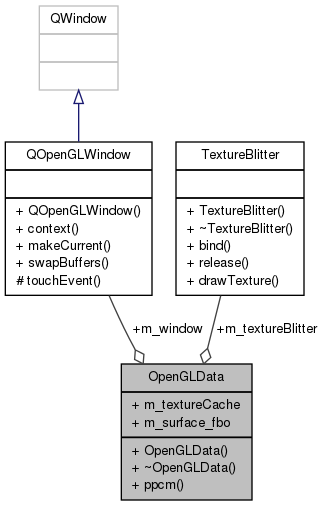 QWindow
QOpenGLWindow
+ QOpenGLWindow()
+ context()
+ makeCurrent()
+ swapBuffers()
# touchEvent()
TextureBlitter
+ TextureBlitter()
+ ~TextureBlitter()
+ bind()
+ release()
+ drawTexture()
+m_window
+m_textureBlitter
OpenGLData
+ m_textureCache
+ m_surface_fbo
+ OpenGLData()
+ ~OpenGLData()
+ ppcm()